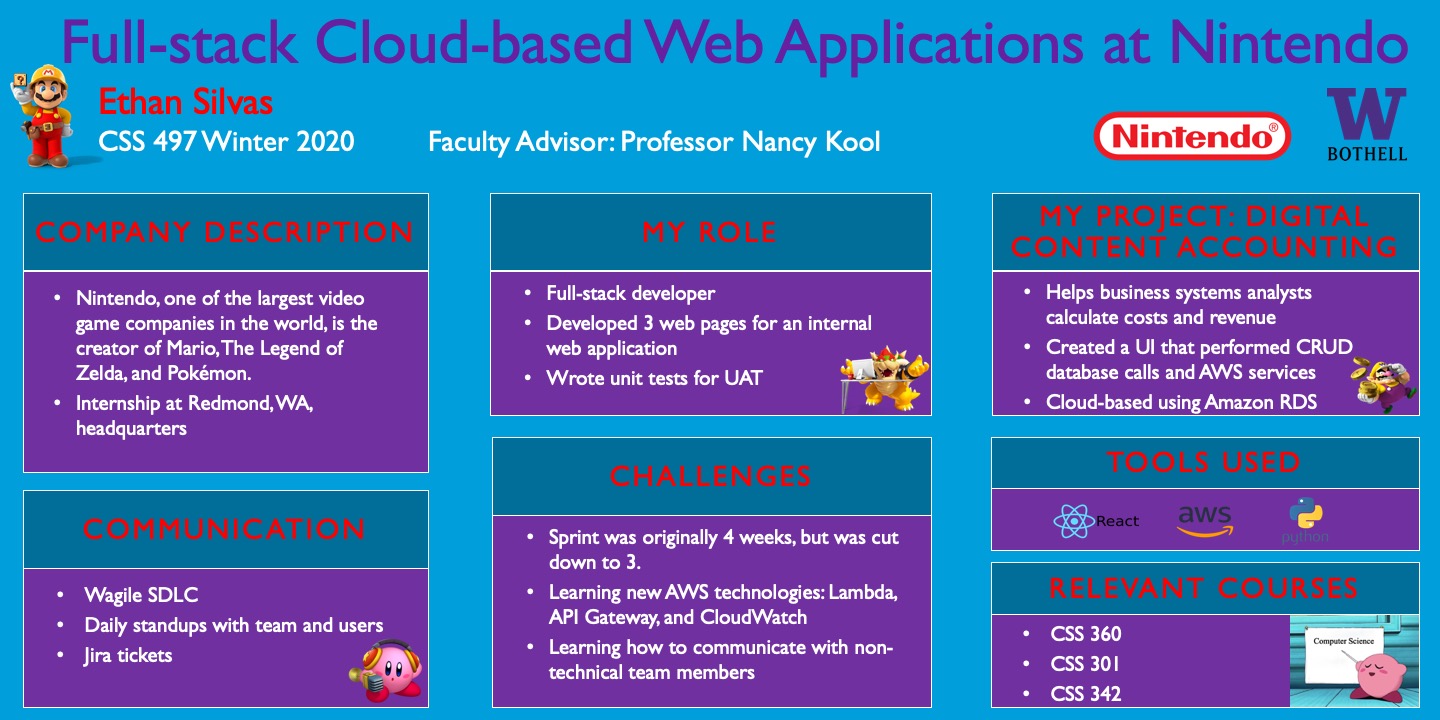 Full-stack Cloud-based Web Applications at Nintendo
?
M
Ethan Silvas
CSS 497 Winter 2020
Faculty Advisor: Professor Nancy Kool
Nintendo®
W
BOTHELL
COMPANY DESCRIPTION
• Nintendo, one of the largest video
game companies in the world, is the
creator of Mario, The Legend of
Zelda, and Pokémon.
• Internship at Redmond, WA,
headquarters
COMMUNICATION
• Wagile SDLC
• Daily standups with team and users
• Jira tickets
MY ROLE
• Full-stack developer
• Developed 3 web pages for an internal
web application
• Wrote unit tests for UAT
CHALLENGES
• Sprint was originally 4 weeks, but was cut
down to 3.
• Learning new AWS technologies: Lambda,
API Gateway, and CloudWatch
• Learning how to communicate with non-
technical team members
MY PROJECT: DIGITAL
CONTENT ACCOUNTING
• Helps business systems analysts
calculate costs and revenue
• Created a UI that performed CRUD
database calls and AWS services
• Cloud-based using Amazon RDS
TOOLS USED
React
aws
python
RELEVANT COURSES
• CSS 360
• CSS 301
• CSS 342
Computer Science